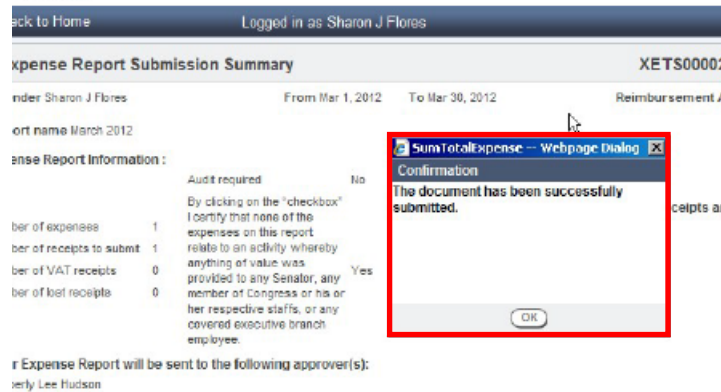 ack to Home Logged in as Sharon J Flores
xpense Report Submission Summary XETS00002
nder Sharon J Flores From Mar 1, 2012 To Mar 30, 2012 Reimbursement A
ort name March 2012
ense Report Information :
Audit required No
By clicking on the "checkbox"
I certify that none of the
ber of expenses 1 expenses on this report
ber of receipts to submit 1 relate to an activity whereby
ber of VAT receipts 0 anything of value was
provided to any Senator, any Yes
ber of lost receipts 0 member of Congress or his or
her respective staffs, or any
covered executive branch
employee.
SumTotalExpense -- Webpage Dialog
Confirmation
The document has been successfully
submitted.
OK
ceipts a
r Expense Report will be sent to the following approver(s):
berly Lee Hudson